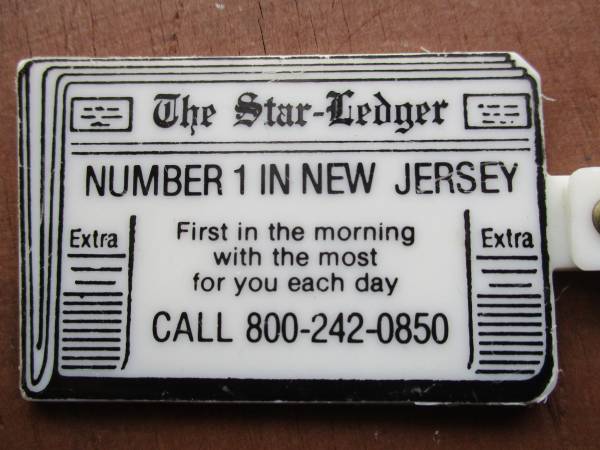 The Star-Ledger
NUMBER 1 IN NEW JERSEY
Extra
First in the morning
with the most
for you each day
CALL 800-242-0850
Extra